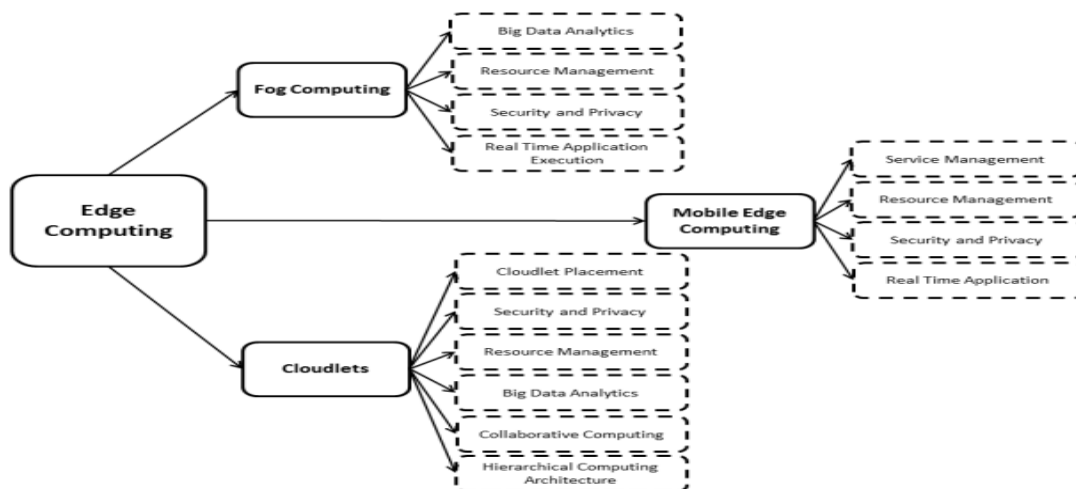 Big Data Analytics
Resource Management
Fog Computing
Security and Privacy
Real Time Application
Execution
Edge
Computing
Mobile Edge
Computing
Service Management
Resource Management
Security and Privacy
Real Time Application
Cloudlets
Cloudlet Placement
Security and Privacy
Resource Management
Big Data Analytics
Collaborative Computing
Hierarchical Computing
Architecture